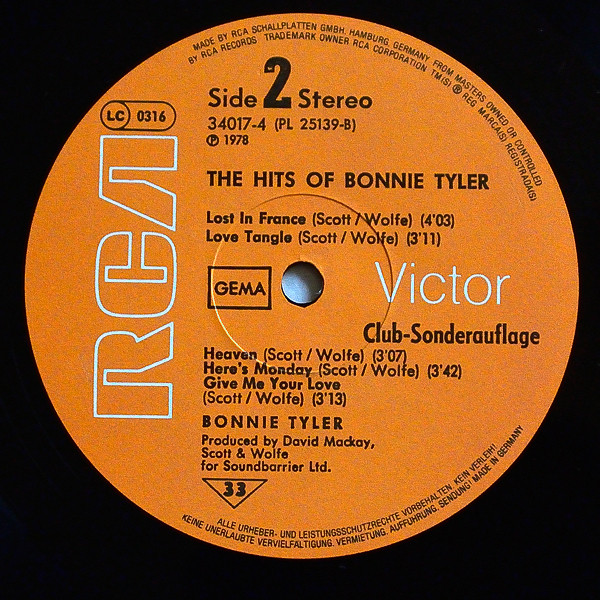 MADE BY RCA SCHALLPLATTEN GMBH. HAMBURG. GERMANY FROM MASTERS OWNED OR CONTROLLED
BY RCA RECORDS TRADEMARK OWNER RCA CORPORATION TM(S) ® REG MARCA(S) REGISTRADA(S)
Side 2 Stereo
LC 0316
34017-4 (PL 25139-B)
℗ 1978
RCA
THE HITS OF BONNIE TYLER
Lost In France (Scott / Wolfe) (4'03)
Love Tangle (Scott / Wolfe) (3'11)
GEMA
Victor
Club-Sonderauflage
Heaven (Scott / Wolfe) (3'07)
Here's Monday (Scott / Wolfe) (3'42)
Give Me Your Love
(Scott / Wolfe) (3'13)
BONNIE TYLER
Produced by David Mackay,
Scott & Wolfe
for Soundbarrier Ltd.
33
ALLE URHEBER- UND LEISTUNGSSCHUTZRECHTE VORBEHALTEN. KEIN VERLEIH!
KEINE UNERLAUBTE VERVIELFÄLTIGUNG. VERMIETUNG. AUFFÜHRUNG. SENDUNG! MADE IN GERMANY